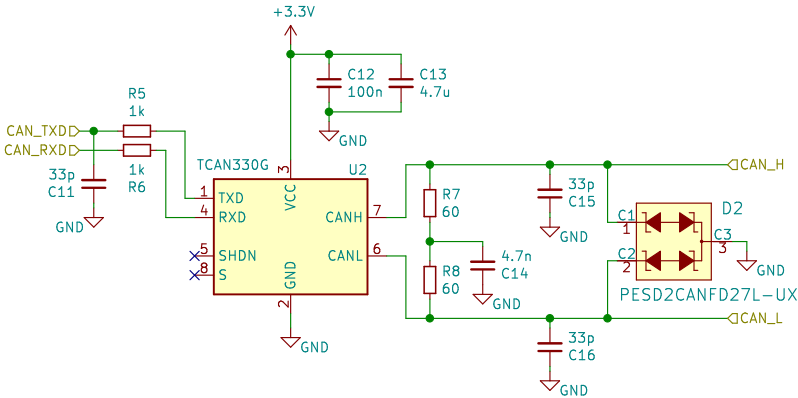 +3.3V
C12
100n
C13
4.7u
GND
R5
1k
CAN_TXD
CAN_RXD
1k
R6
33p
C11
GND
TCAN330G
U2
3
VCC
1
TXD
4
RXD
5
SHDN
8
S
CANH
7
CANL
6
GND
2
GND
R7
60
R8
60
4.7n
C14
GND
33p
C15
GND
33p
C16
GND
CAN_H
CAN_L
D2
C1
1
C2
2
C3
3
GND
PESD2CANFD27L-UX